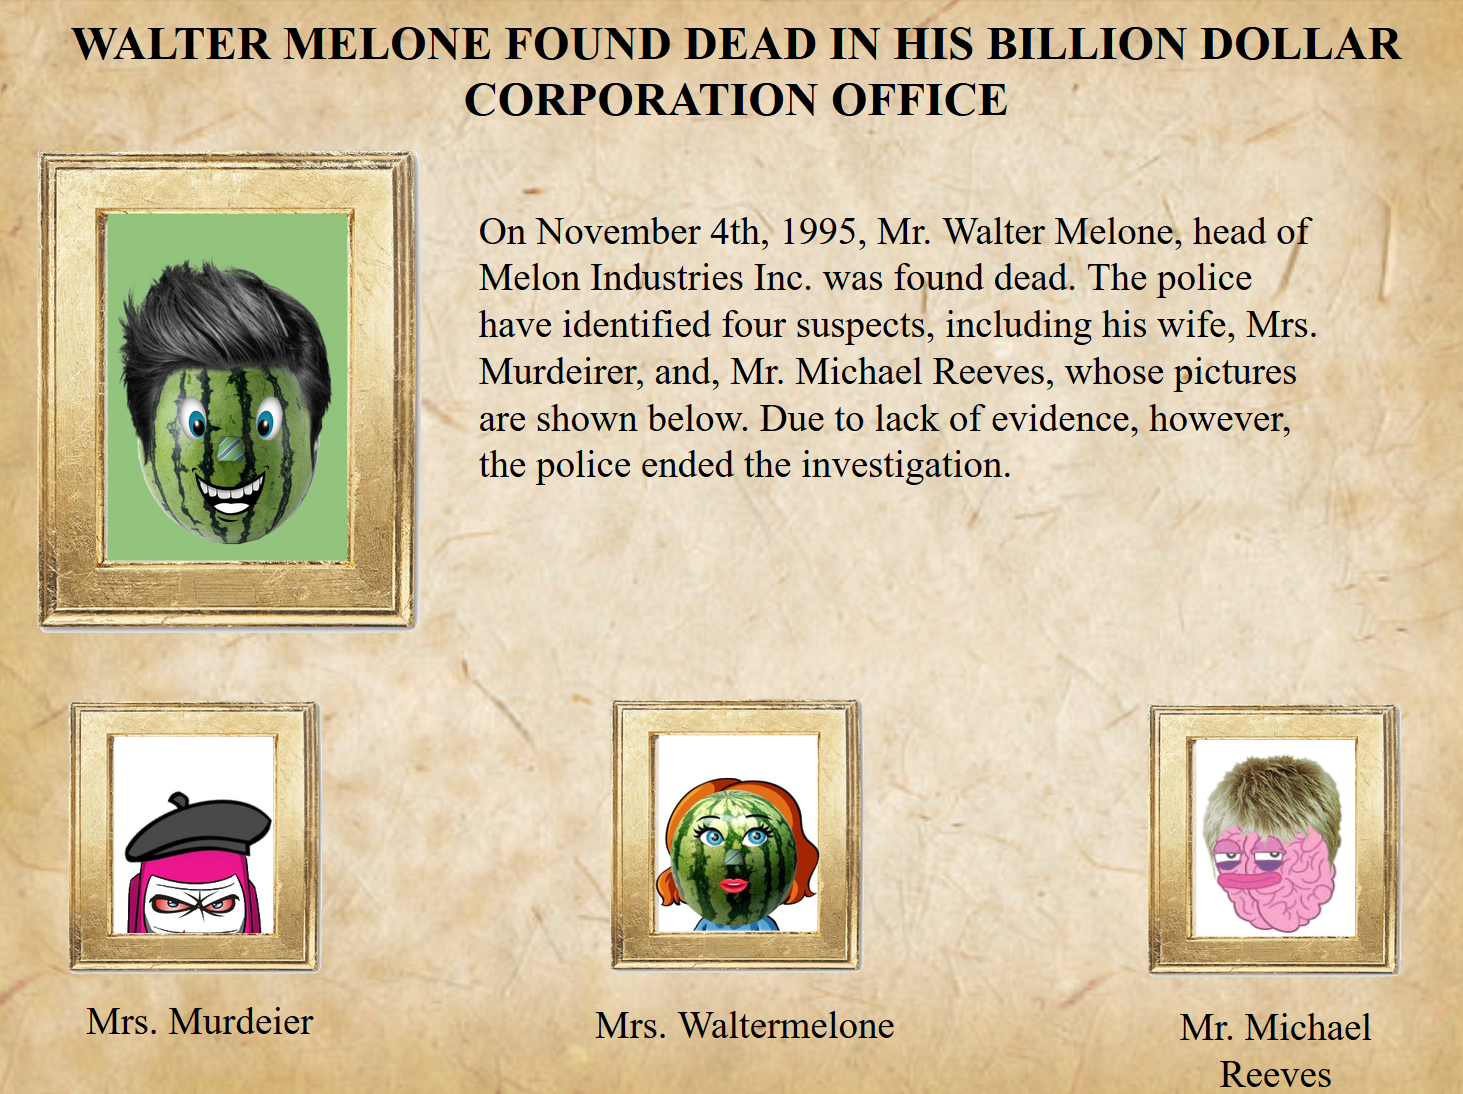 WALTER MELONE FOUND DEAD IN HIS BILLION DOLLAR
CORPORATION OFFICE
On November 4th, 1995, Mr. Walter Melone, head of
Melon Industries Inc. was found dead. The police
have identified four suspects, including his wife, Mrs.
Murdeirer, and, Mr. Michael Reeves, whose pictures
are shown below. Due to lack of evidence, however,
the police ended the investigation.
Mrs. Murdeier
Mrs. Waltermelone
Mr. Michael
Reeves